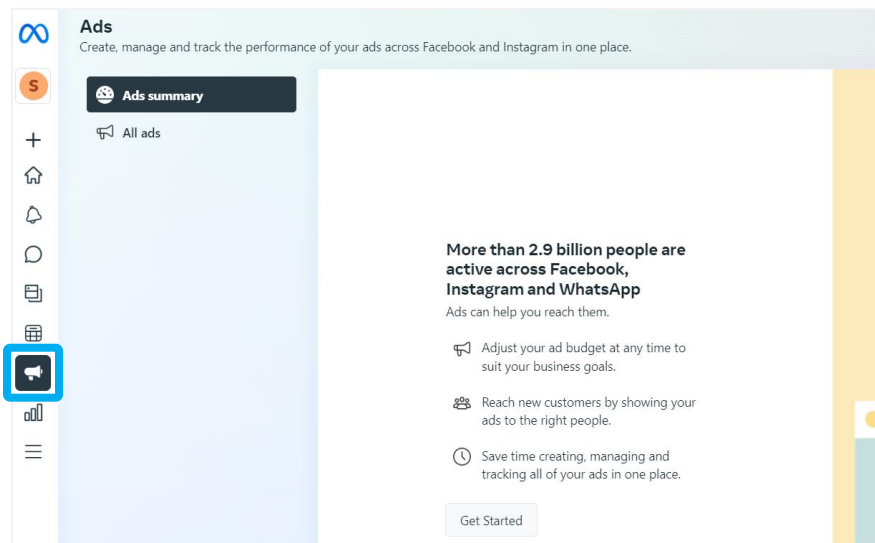 Ads
Create, manage and track the performance of your ads across Facebook and Instagram in one place.
S
Ads summary
All ads
More than 2.9 billion people are
active across Facebook,
Instagram and WhatsApp
Ads can help you reach them.
Adjust your ad budget at any time to
suit your business goals.
Reach new customers by showing your
ads to the right people.
Save time creating, managing and
tracking all of your ads in one place.
Get Started